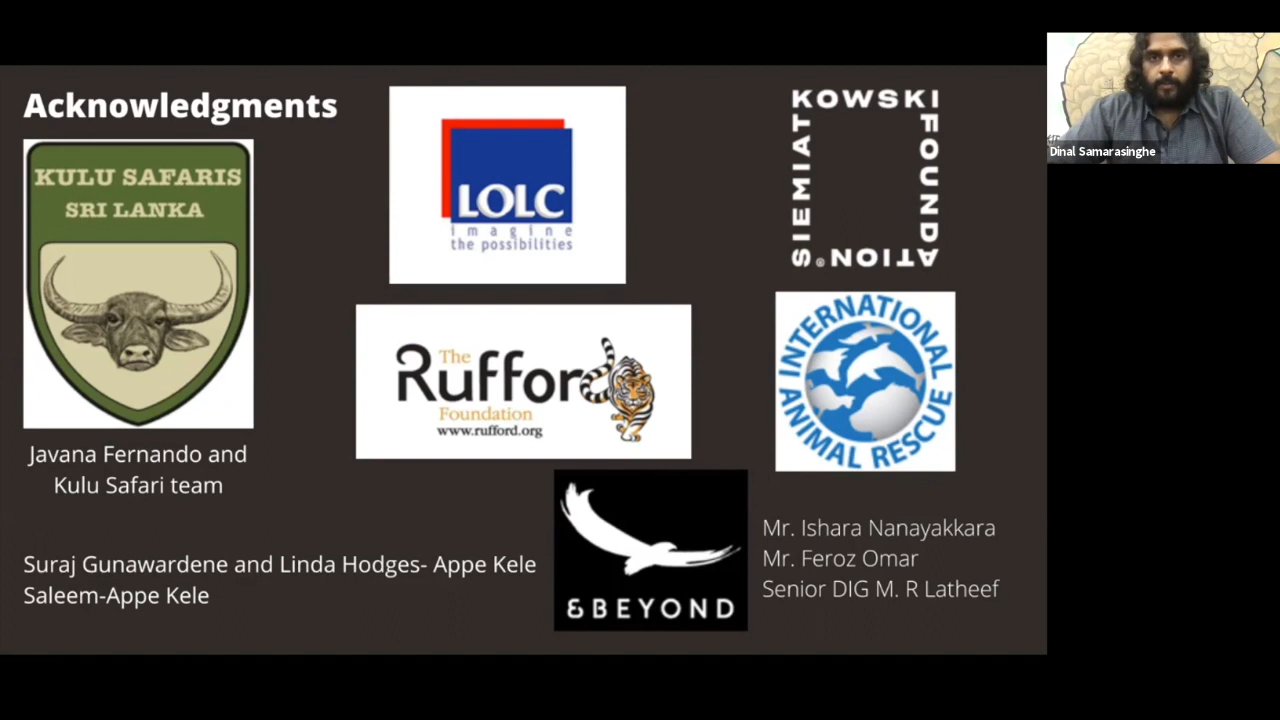 Acknowledgments
KULU SAFARIS
SRI LANKA
Javana Fernando and
Kulu Safari team
LOLC
imagine
the possibilities
SIEMIATKOWSKI FOUNDATION®
The
Rufford
Foundation
www.rufford.org
INTERNATIONAL
ANIMAL RESCUE
&BEYOND
Suraj Gunawardene and Linda Hodges- Appe Kele
Saleem-Appe Kele
Mr. Ishara Nanayakkara
Mr. Feroz Omar
Senior DIG M. R Latheef
Dinal Samarasinghe